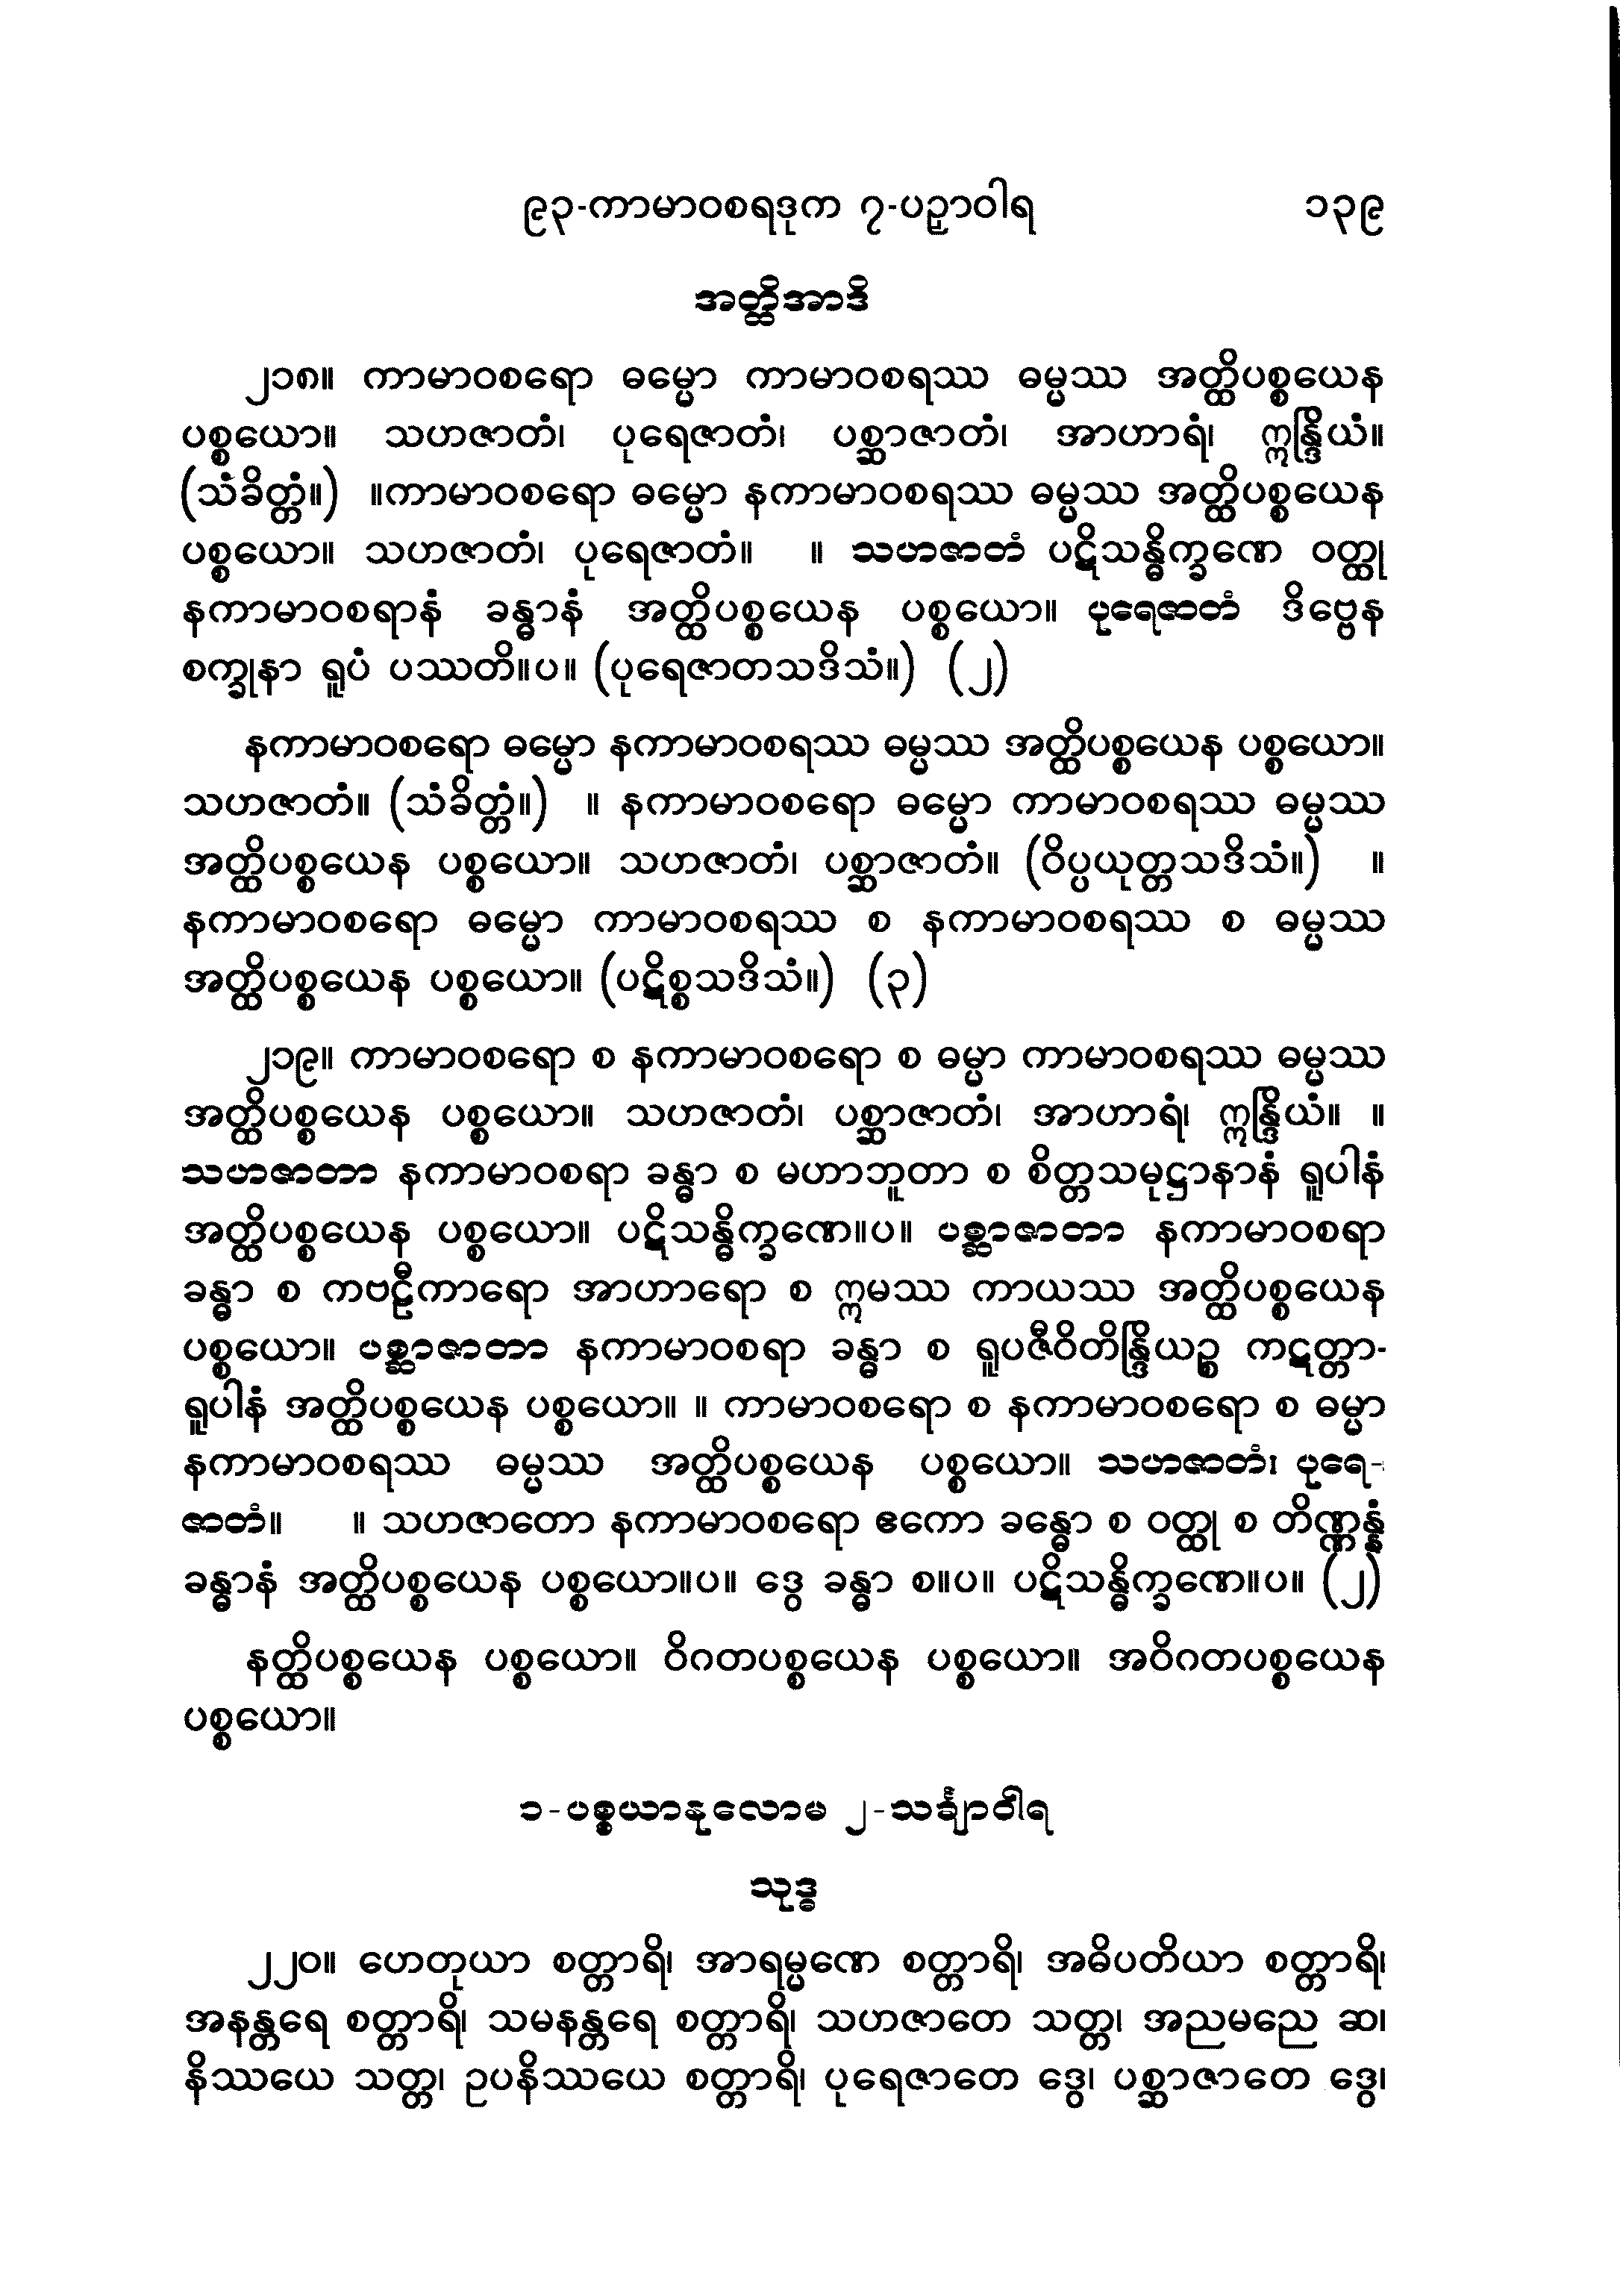 ၉၃-ကာမာဝစရဒုက ၇-ပဉှာဝါရ ၁၃၉
အတ္ထိအာဒိ
၂၁၈။ ကာမာဝစရော ဓမ္မော ကာမာဝစရဿ ဓမ္မဿ အတ္ထိပစ္စယေန
ပစ္စယော။ သဟဇာတံ၊ ပုရေဇာတံ၊ ပစ္ဆာဇာတံ၊ အာဟာရံ၊ ဣန္ဒြိယံ။
(သံခိတ္တံ။) ။ကာမာဝစရော ဓမ္မော နကာမာဝစရဿ ဓမ္မဿ အတ္ထိပစ္စယေန
ပစ္စယော။ သဟဇာတံ၊ ပုရေဇာတံ။ ။ သဟဇာတံ ပဋိသန္ဓိက္ခဏေ ဝတ္ထု
နကာမာဝစရာနံ ခန္ဓာနံ အတ္ထိပစ္စယေန ပစ္စယော။ ပုရေဇာတံ ဒိဗ္ဗေန
စက္ခုနာ ရူပံ ပဿတိ။ပ။ (ပုရေဇာတသဒိသံ။) (၂)
နကာမာဝစရော ဓမ္မော နကာမာဝစရဿ ဓမ္မဿ အတ္ထိပစ္စယေန ပစ္စယော။
သဟဇာတံ။ (သံခိတ္တံ။) ။ နကာမာဝစရော ဓမ္မော ကာမာဝစရဿ ဓမ္မဿ
အတ္ထိပစ္စယေန ပစ္စယော။ သဟဇာတံ၊ ပစ္ဆာဇာတံ။ (ဝိပ္ပယုတ္တသဒိသံ။) ။
နကာမာဝစရော ဓမ္မော ကာမာဝစရဿ စ နကာမာဝစရဿ စ ဓမ္မဿ
အတ္ထိပစ္စယေန ပစ္စယော။ (ပဋိစ္စသဒိသံ။) (၃)
၂၁၉။ ကာမာဝစရော စ နကာမာဝစရော စ ဓမ္မာ ကာမာဝစရဿ ဓမ္မဿ
အတ္ထိပစ္စယေန ပစ္စယော။ သဟဇာတံ၊ ပစ္ဆာဇာတံ၊ အာဟာရံ၊ ဣန္ဒြိယံ။ ။
သဟဇာတာ နကာမာဝစရာ ခန္ဓာ စ မဟာဘူတာ စ စိတ္တသမုဋ္ဌာနာနံ ရူပါနံ
အတ္ထိပစ္စယေန ပစ္စယော။ ပဋိသန္ဓိက္ခဏေ။ပ။ ပစ္ဆာဇာတာ နကာမာဝစရာ
ခန္ဓာ စ ကဗဠီကာရော အာဟာရော စ ဣမဿ ကာယဿ အတ္ထိပစ္စယေန
ပစ္စယော။ ပစ္ဆာဇာတာ နကာမာဝစရာ ခန္ဓာ စ ရူပဇီဝိတိန္ဒြိယဉ္စ ကဋတ္တာ-
ရူပါနံ အတ္ထိပစ္စယေန ပစ္စယော။ ။ ကာမာဝစရော စ နကာမာဝစရော စ ဓမ္မာ
နကာမာဝစရဿ ဓမ္မဿ အတ္ထိပစ္စယေန ပစ္စယော။ သဟဇာတံ၊ ပုရေ-
ဇာတံ။ ။ သဟဇာတော နကာမာဝစရော ဧကော ခန္ဓော စ ဝတ္ထု စ တိဏ္ဏန္နံ
ခန္ဓာနံ အတ္ထိပစ္စယေန ပစ္စယော။ပ။ ဒွေ ခန္ဓာ စ။ပ။ ပဋိသန္ဓိက္ခဏေ။ပ။ (၂)
နတ္ထိပစ္စယေန ပစ္စယော။ ဝိဂတပစ္စယေန ပစ္စယော။ အဝိဂတပစ္စယေန
ပစ္စယော။
၁-ပစ္စယာနုလောမ ၂-သင်္ချာဝါရ
သုဒ္ဓ
၂၂၀။ ဟေတုယာ စတ္တာရိ၊ အာရမ္မဏေ စတ္တာရိ၊ အဓိပတိယာ စတ္တာရိ၊
အနန္တရေ စတ္တာရိ၊ သမနန္တရေ စတ္တာရိ၊ သဟဇာတေ သတ္တ၊ အညမညေ ဆ၊
နိဿယေ သတ္တ၊ ဥပနိဿယေ စတ္တာရိ၊ ပုရေဇာတေ ဒွေ၊ ပစ္ဆာဇာတေ ဒွေ၊